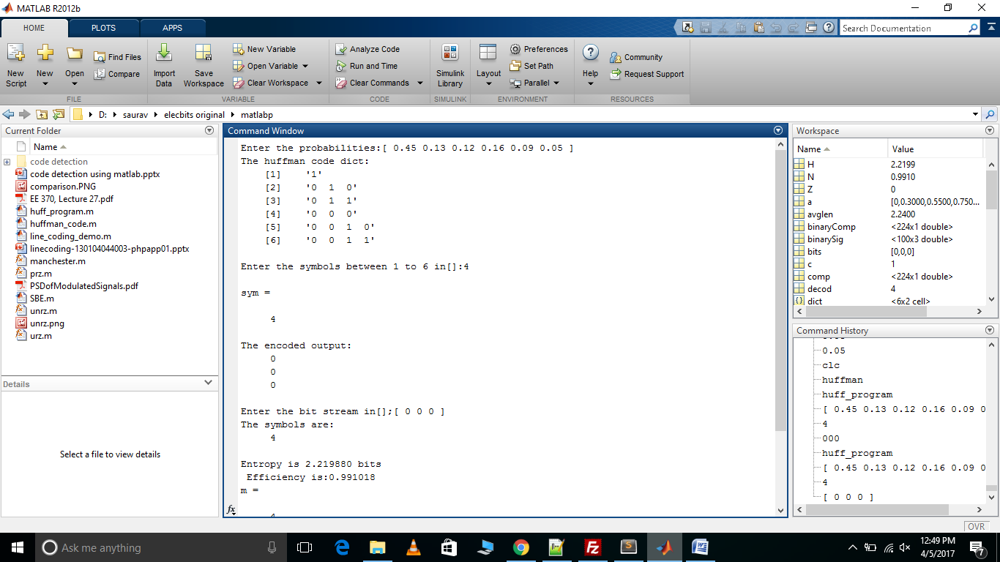 MATLAB R2012b
HOME PLOTS APPS
Search Documentation
New Script
New
Open
Find Files
Compare
Import Data
Save Workspace
New Variable
Open Variable
Clear Workspace
Analyze Code
Run and Time
Clear Commands
Simulink Library
Layout
Preferences
Set Path
Parallel
Help
Community
Request Support
FILE VARIABLE CODE SIMULINK ENVIRONMENT RESOURCES
D: saurav elecbits original matlabp
Current Folder
Name
code detection
code detection using matlab.pptx
comparison.PNG
EE 370, Lecture 27.pdf
huff_program.m
huffman_code.m
line_coding_demo.m
linecoding-130104044003-phpapp01.pptx
manchester.m
prz.m
PSDofModulatedSignals.pdf
SBE.m
unrz.m
unrz.png
urz.m
Details
Select a file to view details
Command Window
Enter the probabilities:[ 0.45 0.13 0.12 0.16 0.09 0.05 ]
The huffman code dict:
[1] '1'
[2] '0 1 0'
[3] '0 1 1'
[4] '0 0 0'
[5] '0 0 1 0'
[6] '0 0 1 1'
Enter the symbols between 1 to 6 in[]:4
sym =
4
The encoded output:
0
0
0
Enter the bit stream in[];[ 0 0 0 ]
The symbols are:
4
Entropy is 2.219880 bits
Efficiency is:0.991018
m =
fx
Workspace
Name Value
H 2.2199
N 0.9910
Z 0
a [0,0.3000,0.5500,0.750...
avglen 2.2400
binaryComp <224x1 double>
binarySig <100x3 double>
bits [0,0,0]
c 1
comp <224x1 double>
decod 4
dict <6x2 cell>
Command History
0.05
clc
huffman
huff_program
[ 0.45 0.13 0.12 0.16 0.09 0
4
000
huff_program
[ 0.45 0.13 0.12 0.16 0.09 0
4
[ 0 0 0 ]
OVR
Ask me anything
12:49 PM
4/5/2017
7